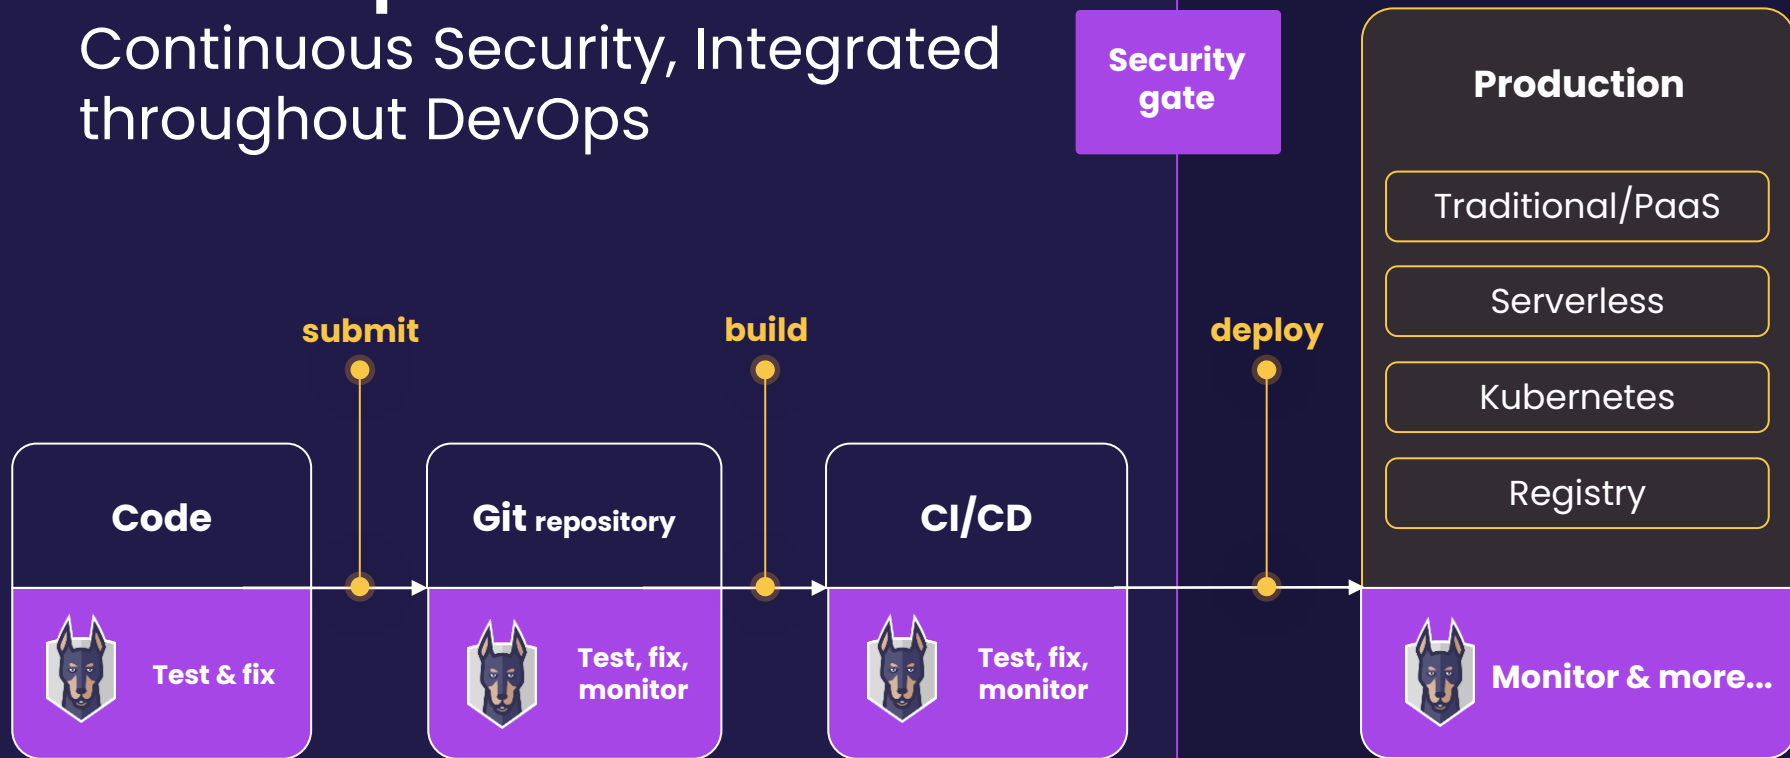 Continuous Security, Integrated
throughout DevOps
Security
gate
Production
Traditional/PaaS
Serverless
Kubernetes
Registry
submit
build
deploy
Code
Git repository
CI/CD
Test & fix
Test, fix,
monitor
Test, fix,
monitor
Monitor & more...